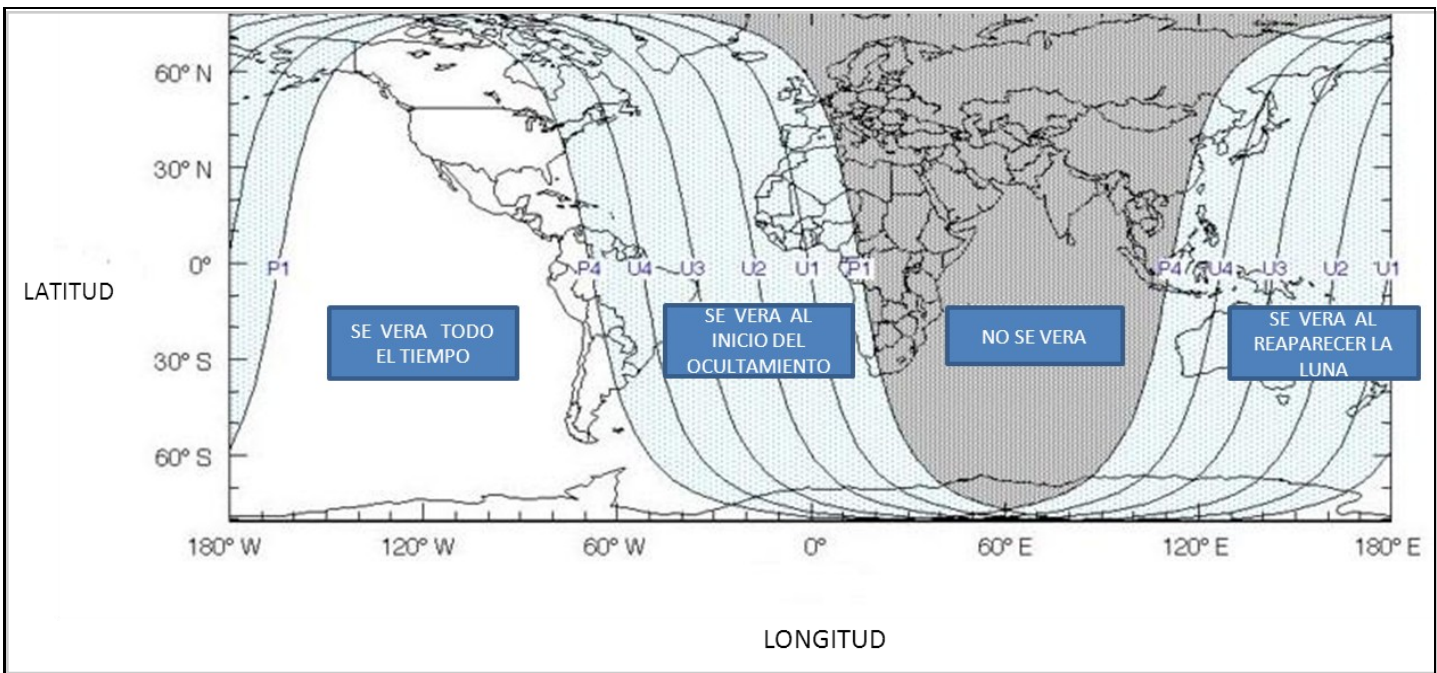 60° N
30° N
0°
30° S
60° S
LATITUD
P1 P4 U4 U3 U2 U1 P1 P4 U4 U3 U2 U1
SE VERA TODO
EL TIEMPO
SE VERA AL
INICIO DEL
OCULTAMIENTO
NO SE VERA
SE VERA AL
REAPARECER LA
LUNA
180° W 120° W 60° W 0° 60° E 120° E 180° E
LONGITUD